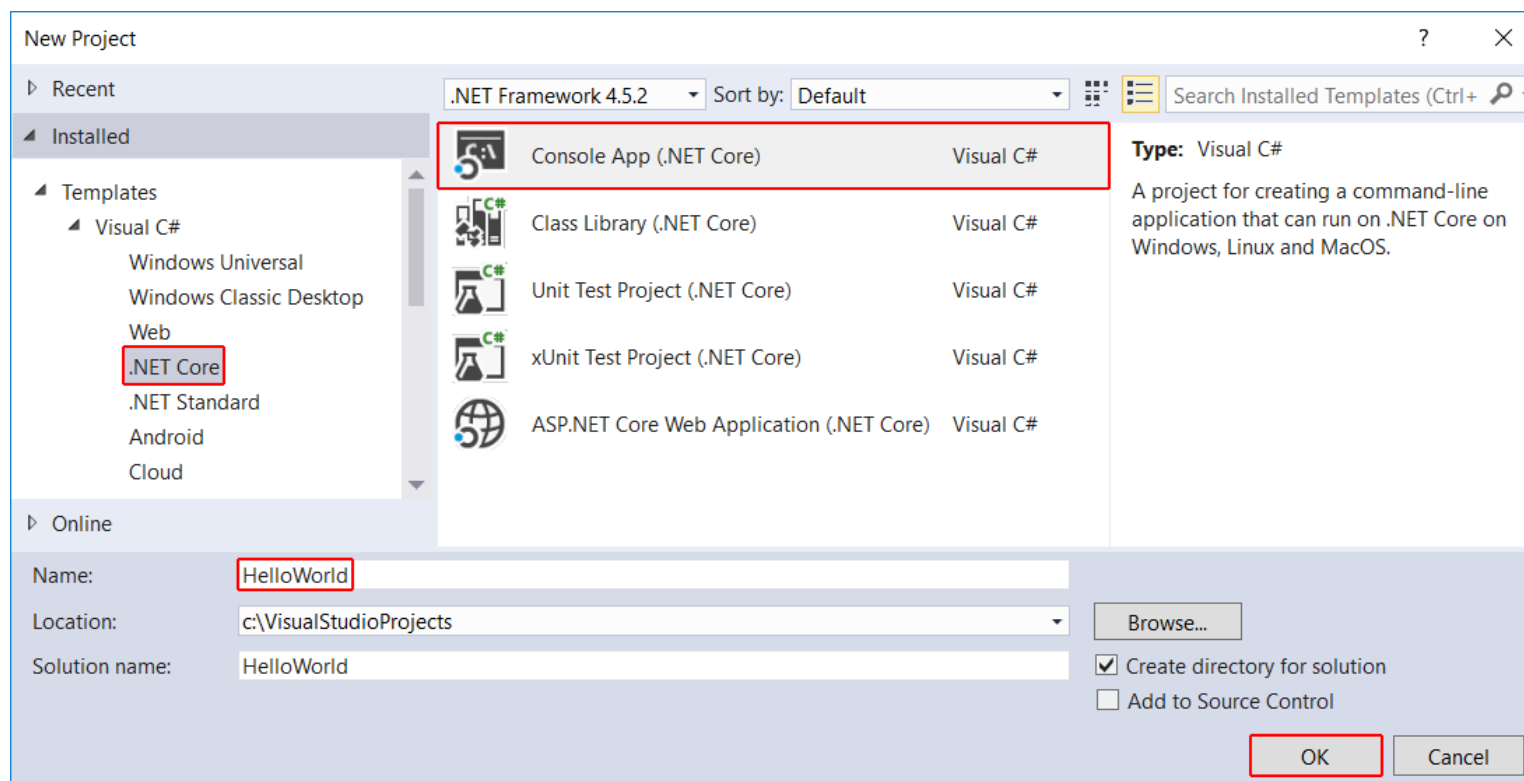 New Project
?
Recent
.NET Framework 4.5.2
Sort by:
Default
Search Installed Templates (Ctrl+
Installed
Templates
Visual C#
Windows Universal
Windows Classic Desktop
Web
.NET Core
.NET Standard
Android
Cloud
Online
C:\
Console App (.NET Core) Visual C#
C#
Class Library (.NET Core) Visual C#
C#
Unit Test Project (.NET Core) Visual C#
C#
xUnit Test Project (.NET Core) Visual C#
ASP.NET Core Web Application (.NET Core) Visual C#
Type: Visual C#
A project for creating a command-line
application that can run on .NET Core on
Windows, Linux and MacOS.
Name: HelloWorld
Location: c:\VisualStudioProjects
Browse...
Solution name: HelloWorld
Create directory for solution
Add to Source Control
OK
Cancel